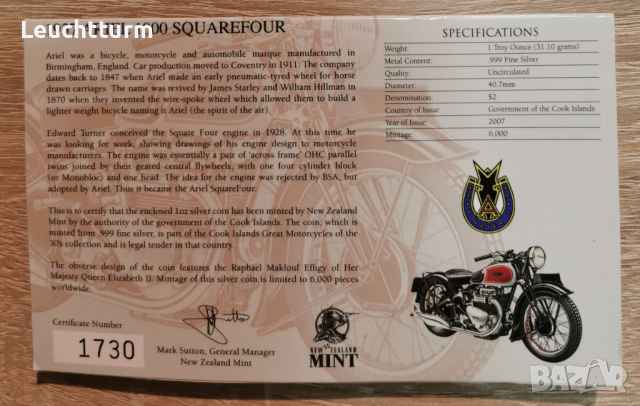 Leuchtturm
ARIEL 1000 SQUAREFOUR
Ariel was a bicycle, motorcycle and automobile marque manufactured in
Birmingham, England. Car production moved to Coventry in 1911. The company
dates back to 1847 when Ariel made an early pneumatic-tyred wheel for horse
drawn carriages. The name was revived by James Starley and William Hillman in
1870 when they invented the wire-spoke wheel which allowed them to build a
lighter weight bicycle naming it Ariel (the spirit of the air).
Edward Turner conceived the Square Four engine in 1928. At this time he
was looking for work, showing drawings of his engine design to motorcycle
manufacturers. The engine was essentially a pair of 'across frame' OHC parallel
twins joined by their geared central flywheels, with one four cylinder block
(or Monobloc) and one head. The idea for the engine was rejected by BSA, but
adopted by Ariel. Thus it became the Ariel SquareFour.
This is to certify that the enclosed 1oz silver coin has been minted by New Zealand
Mint by the authority of the government of the Cook Islands. The coin, which is
minted from .999 fine silver, is part of the Cook Islands Great Motorcycles of the
30's collection and is legal tender in that country.
The obverse design of the coin features the Raphael Maklouf Effigy of Her
Majesty Queen Elizabeth II. Mintage of this silver coin is limited to 6,000 pieces
worldwide.
Certificate Number
1730
Mark Sutton, General Manager
New Zealand Mint
NEW ZEALAND
MINT
SPECIFICATIONS
Weight: 1 Troy Ounce (31.10 grams)
Metal Content: .999 Fine Silver
Quality: Uncirculated
Diameter: 40.7mm
Denomination $2
Country of Issue: Government of the Cook Islands
Year of Issue: 2007
Mintage: 6,000
BAZAR.bg